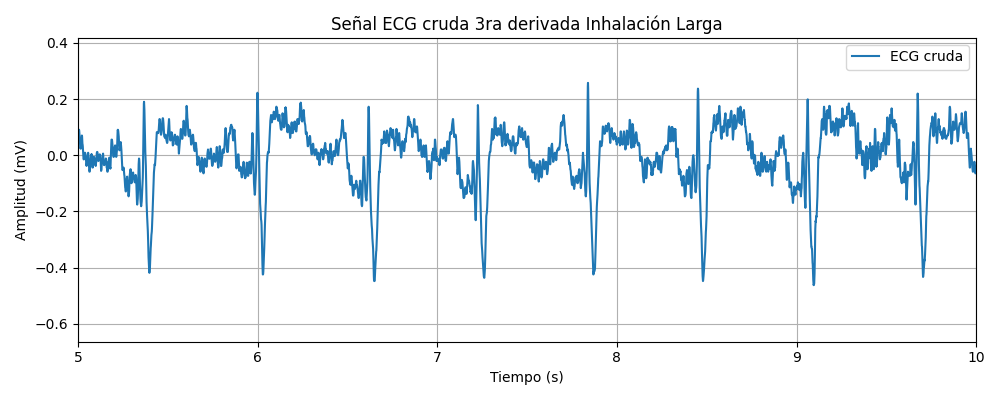 Señal ECG cruda 3ra derivada Inhalación Larga
ECG cruda
Amplitud (mV)
0.4
0.2
0.0
−0.2
−0.4
−0.6
5 6 7 8 9 10
Tiempo (s)